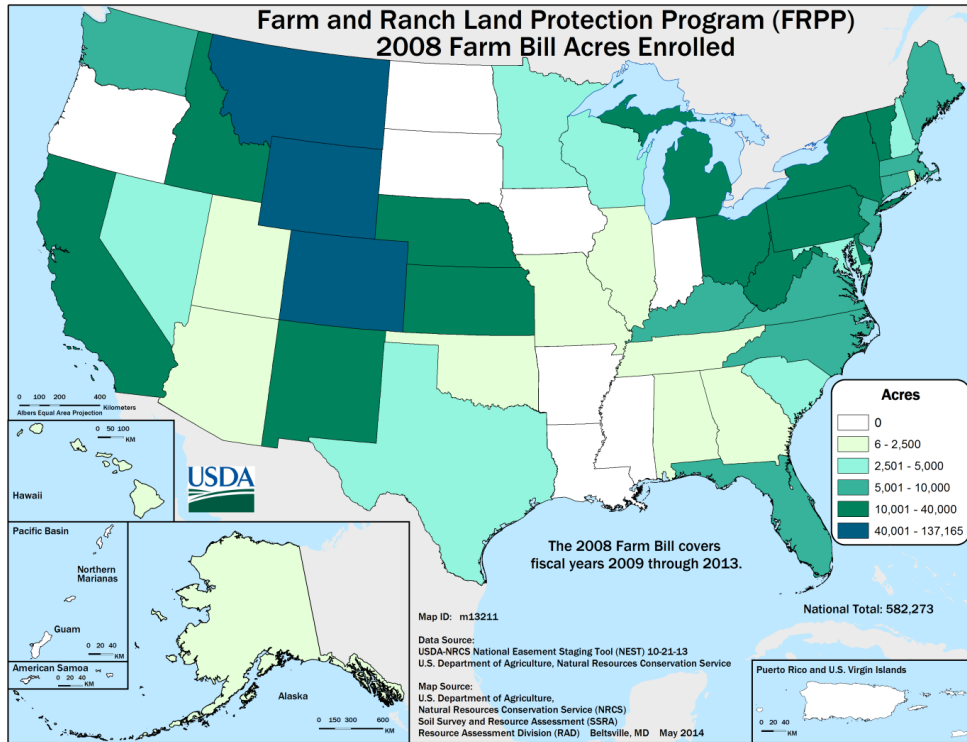 Farm and Ranch Land Protection Program (FRPP)
2008 Farm Bill Acres Enrolled
0 100 200 400
Kilometers
Albers Equal Area Projection
0 50 100
KM
Hawaii
USDA
Pacific Basin
Northern
Marianas
Guam
0 20 40
KM
American Samoa
0 20 40
KM
Alaska
0 150 300 600
KM
Acres
0
6 - 2,500
2,501 - 5,000
5,001 - 10,000
10,001 - 40,000
40,001 - 137,165
The 2008 Farm Bill covers
fiscal years 2009 through 2013.
National Total: 582,273
Map ID: m13211
Data Source:
USDA-NRCS National Easement Staging Tool (NEST) 10-21-13
U.S. Department of Agriculture, Natural Resources Conservation Service
Map Source:
U.S. Department of Agriculture,
Natural Resources Conservation Service (NRCS)
Soil Survey and Resource Assessment (SSRA)
Resource Assessment Division (RAD) Beltsville, MD May 2014
Puerto Rico and U.S. Virgin Islands
0 20 40
KM